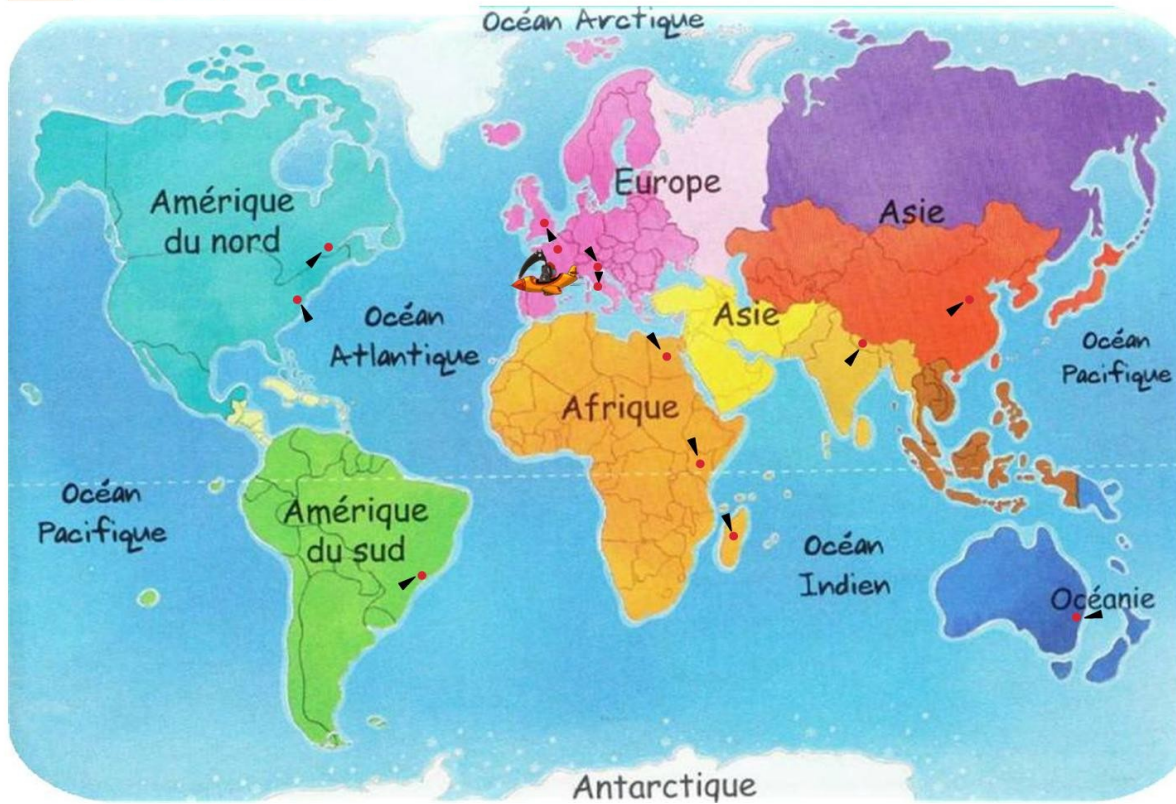 Océan Arctique
Europe
Amérique
du nord
Asie
Océan
Atlantique
Asie
Océan
Pacifique
Afrique
Océan
Pacifique
Amérique
du sud
Océan
Indien
Océanie
Antarctique